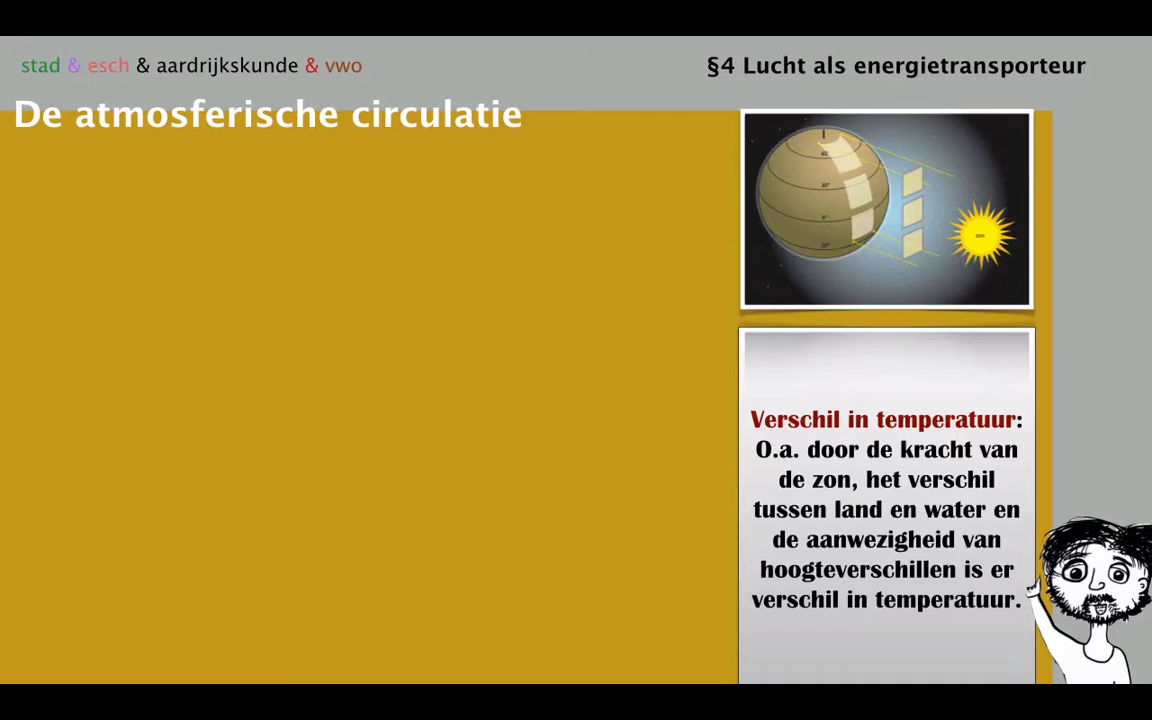 stad & esch & aardrijkskunde & vwo
§4 Lucht als energietransporteur
De atmosferische circulatie
Verschil in temperatuur:
O.a. door de kracht van
de zon, het verschil
tussen land en water en
de aanwezigheid van
hoogteverschillen is er
verschil in temperatuur.